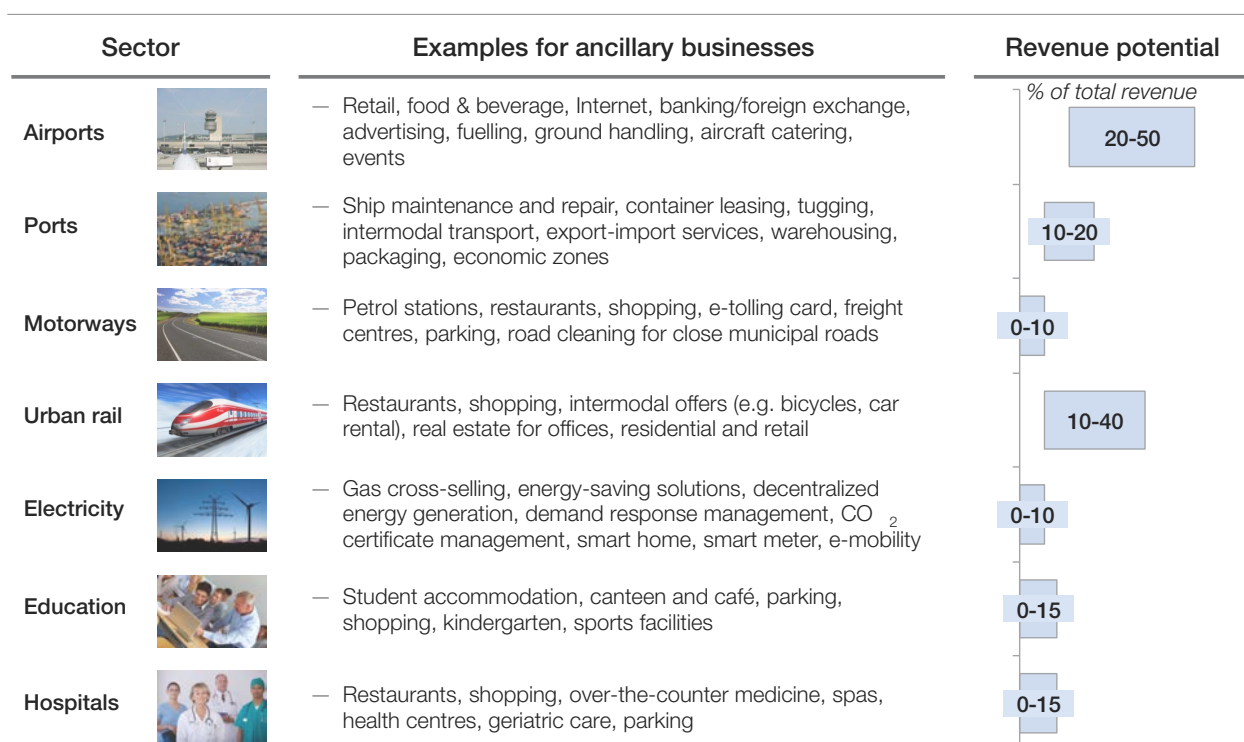 Sector
Examples for ancillary businesses
Revenue potential
% of total revenue
Airports
— Retail, food & beverage, Internet, banking/foreign exchange,
advertising, fuelling, ground handling, aircraft catering,
events
20-50
Ports
— Ship maintenance and repair, container leasing, tugging,
intermodal transport, export-import services, warehousing,
packaging, economic zones
10-20
Motorways
— Petrol stations, restaurants, shopping, e-tolling card, freight
centres, parking, road cleaning for close municipal roads
0-10
Urban rail
— Restaurants, shopping, intermodal offers (e.g. bicycles, car
rental), real estate for offices, residential and retail
10-40
Electricity
— Gas cross-selling, energy-saving solutions, decentralized
energy generation, demand response management, CO 2
certificate management, smart home, smart meter, e-mobility
0-10
Education
— Student accommodation, canteen and café, parking,
shopping, kindergarten, sports facilities
0-15
Hospitals
— Restaurants, shopping, over-the-counter medicine, spas,
health centres, geriatric care, parking
0-15